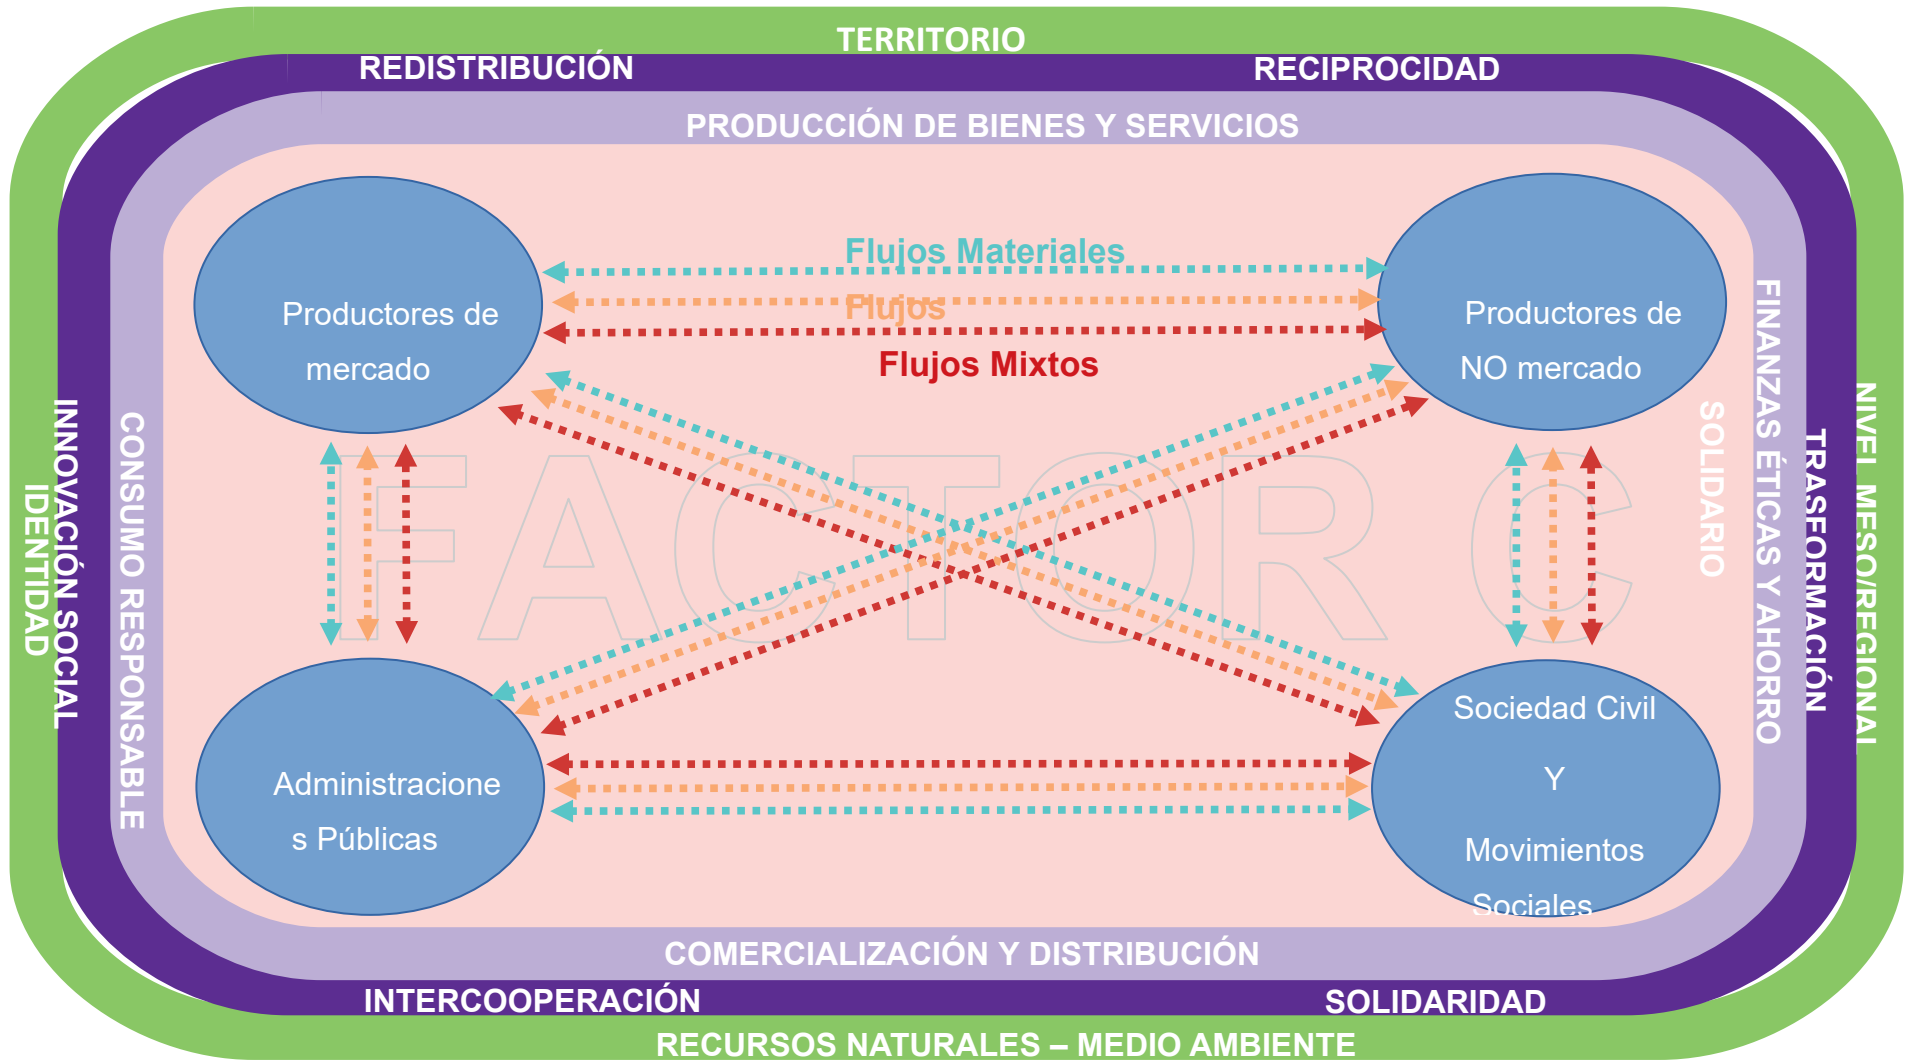 TERRITORIO
REDISTRIBUCIÓN
RECIPROCIDAD
PRODUCCIÓN DE BIENES Y SERVICIOS
Flujos Materiales
Flujos
Flujos Mixtos
Productores de
mercado
Productores de
NO mercado
FACTOR C
IDENTIDAD
INNOVACIÓN SOCIAL
CONSUMO RESPONSABLE
SOLIDARIO
FINANZAS ÉTICAS Y AHORRO
TRASFORMACIÓN
NIVEL MESO/REGIONAL
Administracione
s Públicas
Sociedad Civil
Y
Movimientos
Sociales
COMERCIALIZACIÓN Y DISTRIBUCIÓN
INTERCOOPERACIÓN
SOLIDARIDAD
RECURSOS NATURALES – MEDIO AMBIENTE